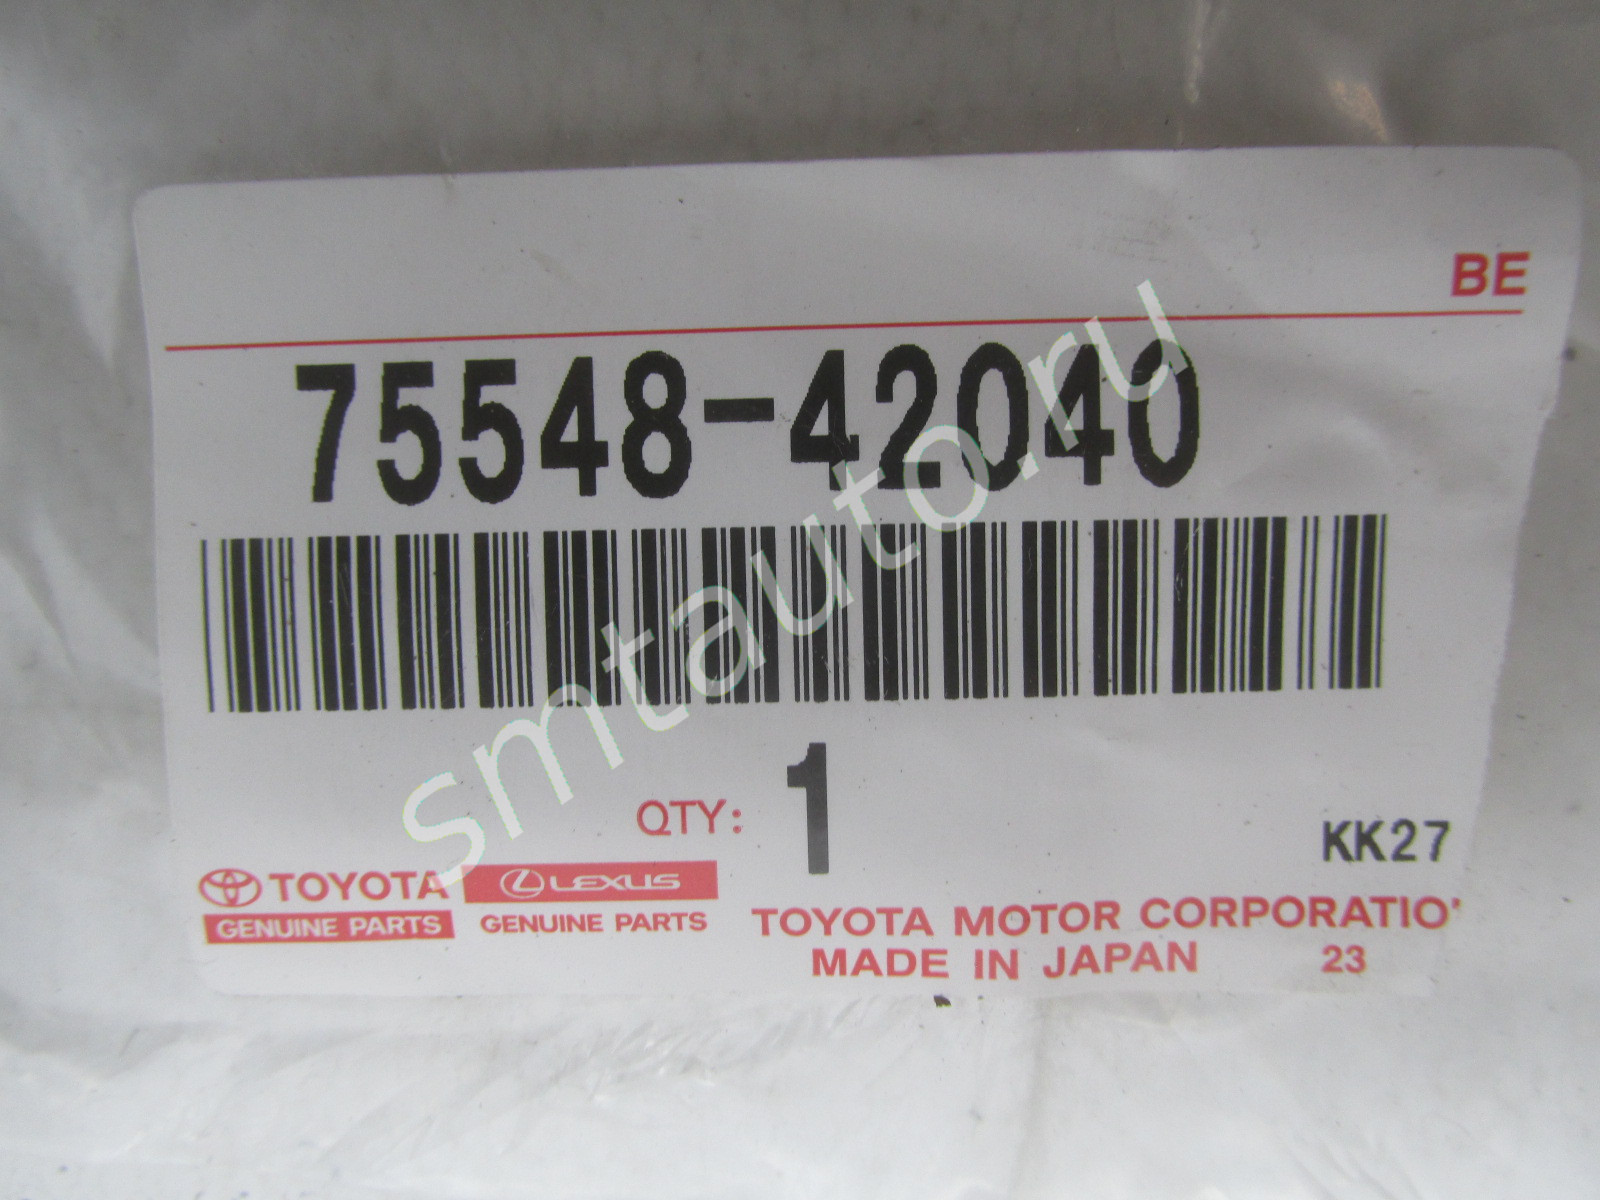 BE
75548-42040
QTY: 1
KK27
TOYOTA
GENUINE PARTS
LEXUS
GENUINE PARTS
TOYOTA MOTOR CORPORATIO
MADE IN JAPAN 23
smtauto.ru